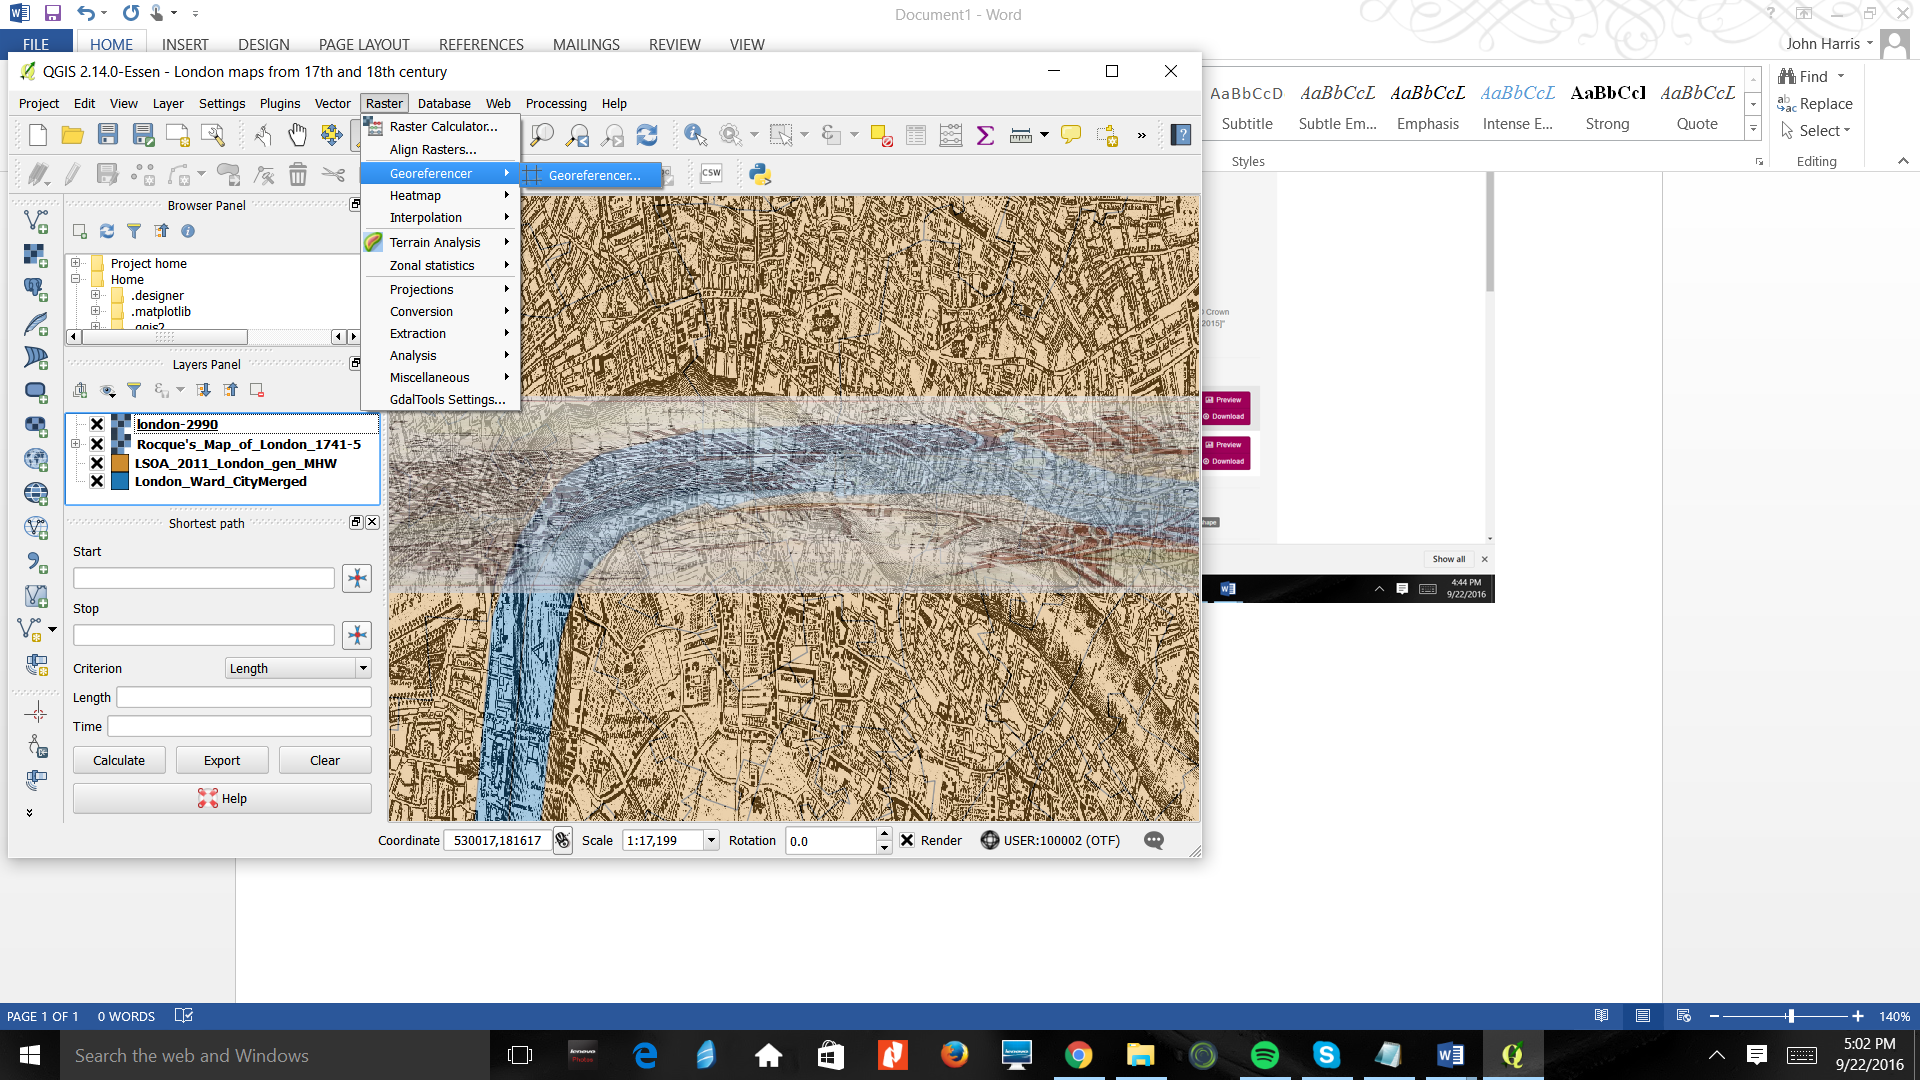 Document1 - Word
FILE HOME INSERT DESIGN PAGE LAYOUT REFERENCES MAILINGS REVIEW VIEW
John Harris
QGIS 2.14.0-Essen - London maps from 17th and 18th century
Project Edit View Layer Settings Plugins Vector Raster Database Web Processing Help
Raster Calculator...
Align Rasters...
Georeferencer
Georeferencer...
Heatmap
Interpolation
Terrain Analysis
Zonal statistics
Projections
Conversion
Extraction
Analysis
Miscellaneous
GdalTools Settings...
CSW
Browser Panel
Project home
Home
.designer
.matplotlib
.qgis2
Layers Panel
london-2990
Rocque's_Map_of_London_1741-5
LSOA_2011_London_gen_MHW
London_Ward_CityMerged
Shortest path
Start
Stop
Criterion Length
Length
Time
Calculate Export Clear
Help
Coordinate 530017,181617 Scale 1:17,199 Rotation 0.0 Render USER:100002 (OTF)
AaBbCcD AaBbCcL AaBbCcL AaBbCcL AaBbCcI AaBbCcL
Subtitle Subtle Em... Emphasis Intense E... Strong Quote
Styles
Find
Replace
Select
Editing
Crown
2015]"
Preview
Download
Preview
Download
hape
Show all
4:44 PM
9/22/2016
PAGE 1 OF 1 0 WORDS
140%
Search the web and Windows
lenovo
lenovo
5:02 PM
9/22/2016